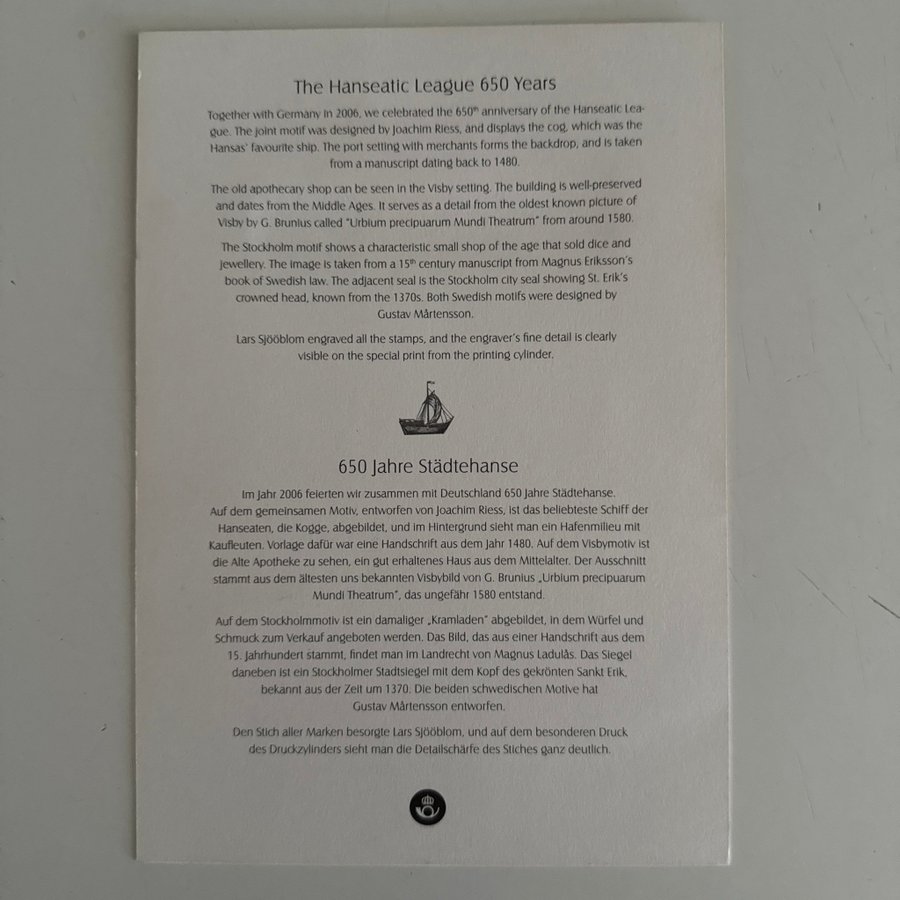 The Hanseatic League 650 Years
Together with Germany in 2006, we celebrated the 650th anniversary of the Hanseatic Lea-
gue. The joint motif was designed by Joachim Riess, and displays the cog, which was the
Hansas' favourite ship. The port setting with merchants forms the backdrop, and is taken
from a manuscript dating back to 1480.
The old apothecary shop can be seen in the Visby setting. The building is well-preserved
and dates from the Middle Ages. It serves as a detail from the oldest known picture of
Visby by G. Brunius called "Urbium precipuarum Mundi Theatrum" from around 1580.
The Stockholm motif shows a characteristic small shop of the age that sold dice and
jewellery. The image is taken from a 15th century manuscript from Magnus Eriksson's
book of Swedish law. The adjacent seal is the Stockholm city seal showing St. Erik's
crowned head, known from the 1370s. Both Swedish motifs were designed by
Gustav Mårtensson.
Lars Sjööblom engraved all the stamps, and the engraver's fine detail is clearly
visible on the special print from the printing cylinder.
650 Jahre Städtehanse
Im Jahr 2006 feierten wir zusammen mit Deutschland 650 Jahre Städtehanse.
Auf dem gemeinsamen Motiv, entworfen von Joachim Riess, ist das beliebteste Schiff der
Hanseaten, die Kogge, abgebildet, und im Hintergrund sieht man ein Hafenmilieu mit
Kaufleuten. Vorlage dafür war eine Handschrift aus dem Jahr 1480. Auf dem Visbymotiv ist
die Alte Apotheke zu sehen, ein gut erhaltenes Haus aus dem Mittelalter. Der Ausschnitt
stammt aus dem ältesten uns bekannten Visbybild von G. Brunius „Urbium precipuarum
Mundi Theatrum", das ungefähr 1580 entstand.
Auf dem Stockholmmotiv ist ein damaliger „Kramladen" abgebildet, in dem Würfel und
Schmuck zum Verkauf angeboten werden. Das Bild, das aus einer Handschrift aus dem
15. Jahrhundert stammt, findet man im Landrecht von Magnus Ladulås. Das Siegel
daneben ist ein Stockholmer Stadtsiegel mit dem Kopf des gekrönten Sankt Erik,
bekannt aus der Zeit um 1370. Die beiden schwedischen Motive hat
Gustav Mårtensson entworfen.
Den Stich aller Marken besorgte Lars Sjööblom, und auf dem besonderen Druck
des Druckzylinders sieht man die Detailschärfe des Stiches ganz deutlich.